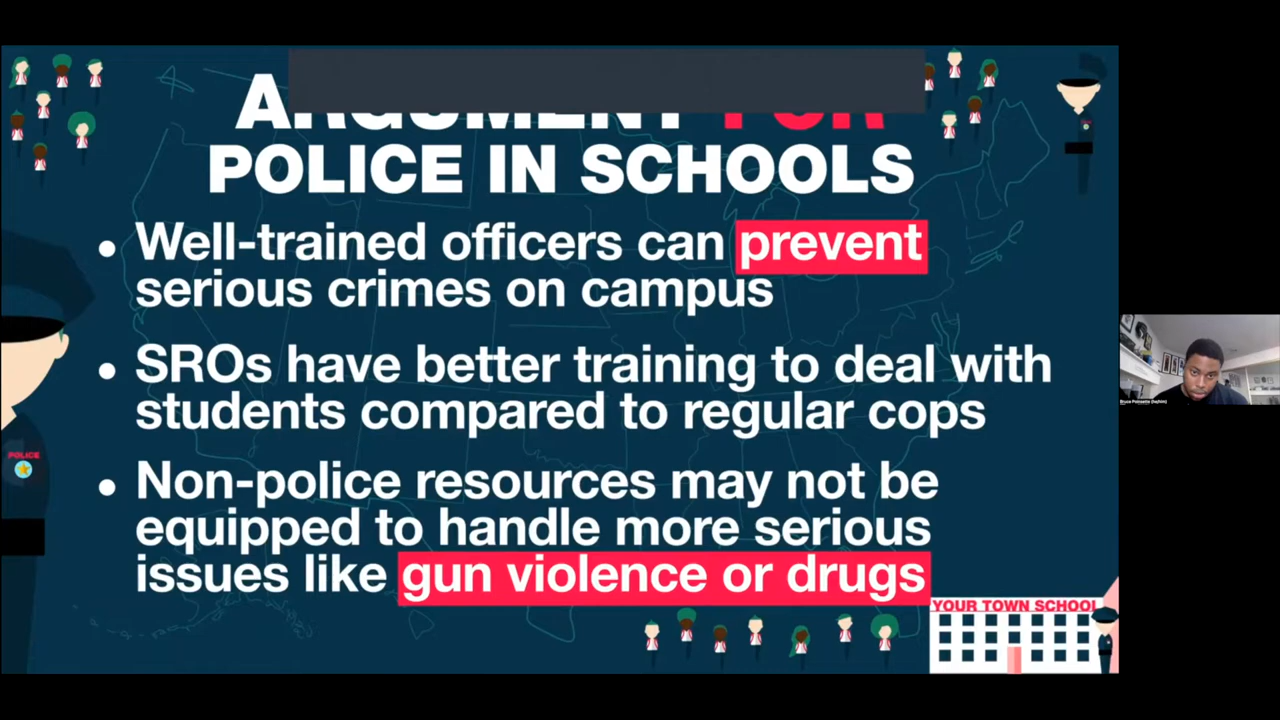 ARGUMENT FOR
POLICE IN SCHOOLS
• Well-trained officers can prevent
serious crimes on campus
• SROs have better training to deal with
students compared to regular cops
• Non-police resources may not be
equipped to handle more serious
issues like gun violence or drugs
POLICE
YOUR TOWN SCHOOL